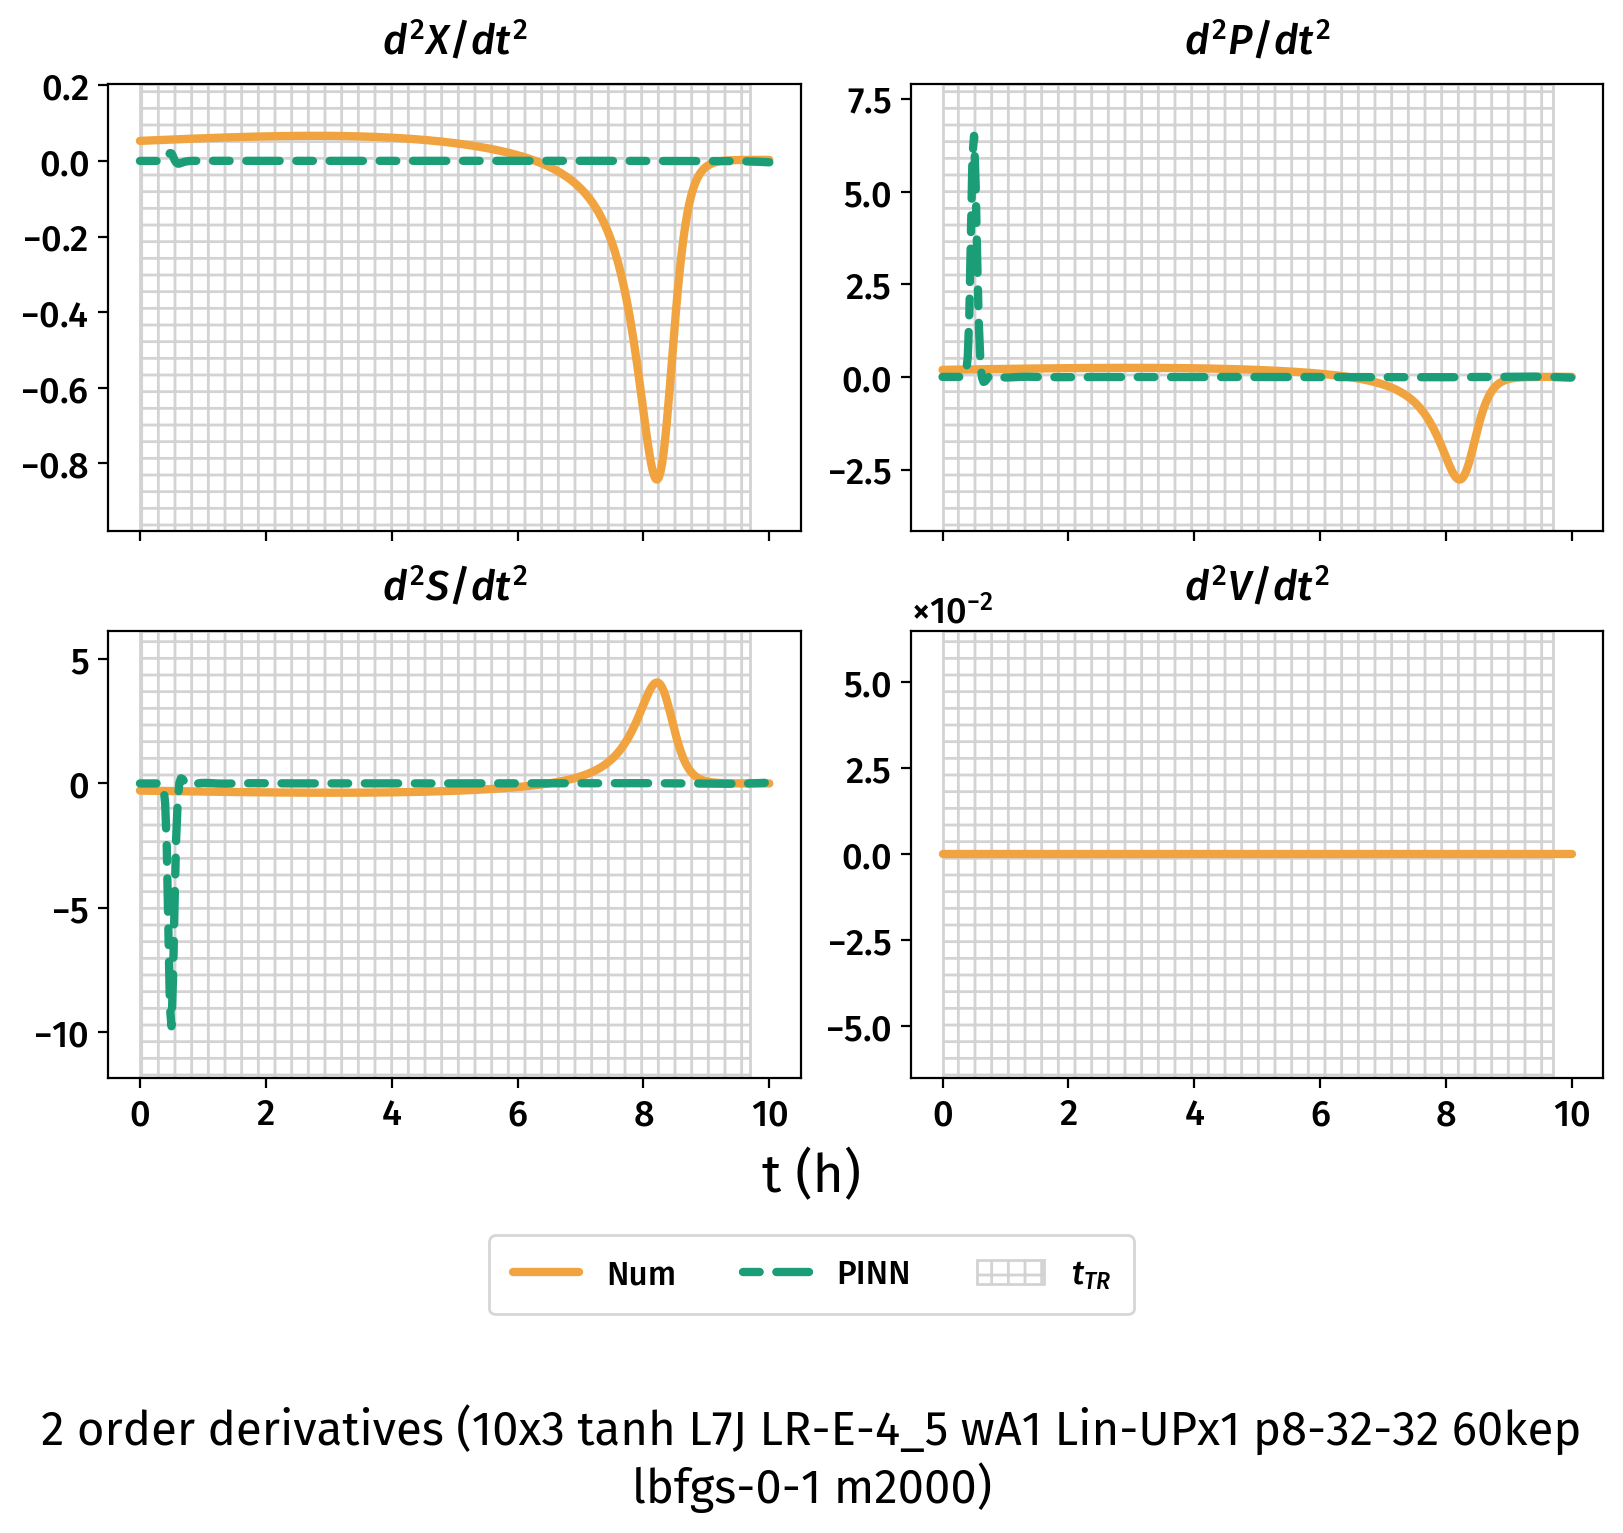 d²X/dt²
d²P/dt²
0.2
0.0
−0.2
−0.4
−0.6
−0.8
7.5
5.0
2.5
0.0
−2.5
d²S/dt²
d²V/dt²
×10⁻²
5
0
−5
−10
5.0
2.5
0.0
−2.5
−5.0
0 2 4 6 8 10
0 2 4 6 8 10
t (h)
Num PINN t_TR
2 order derivatives (10x3 tanh L7J LR-E-4_5 wA1 Lin-UPx1 p8-32-32 60kep
lbfgs-0-1 m2000)